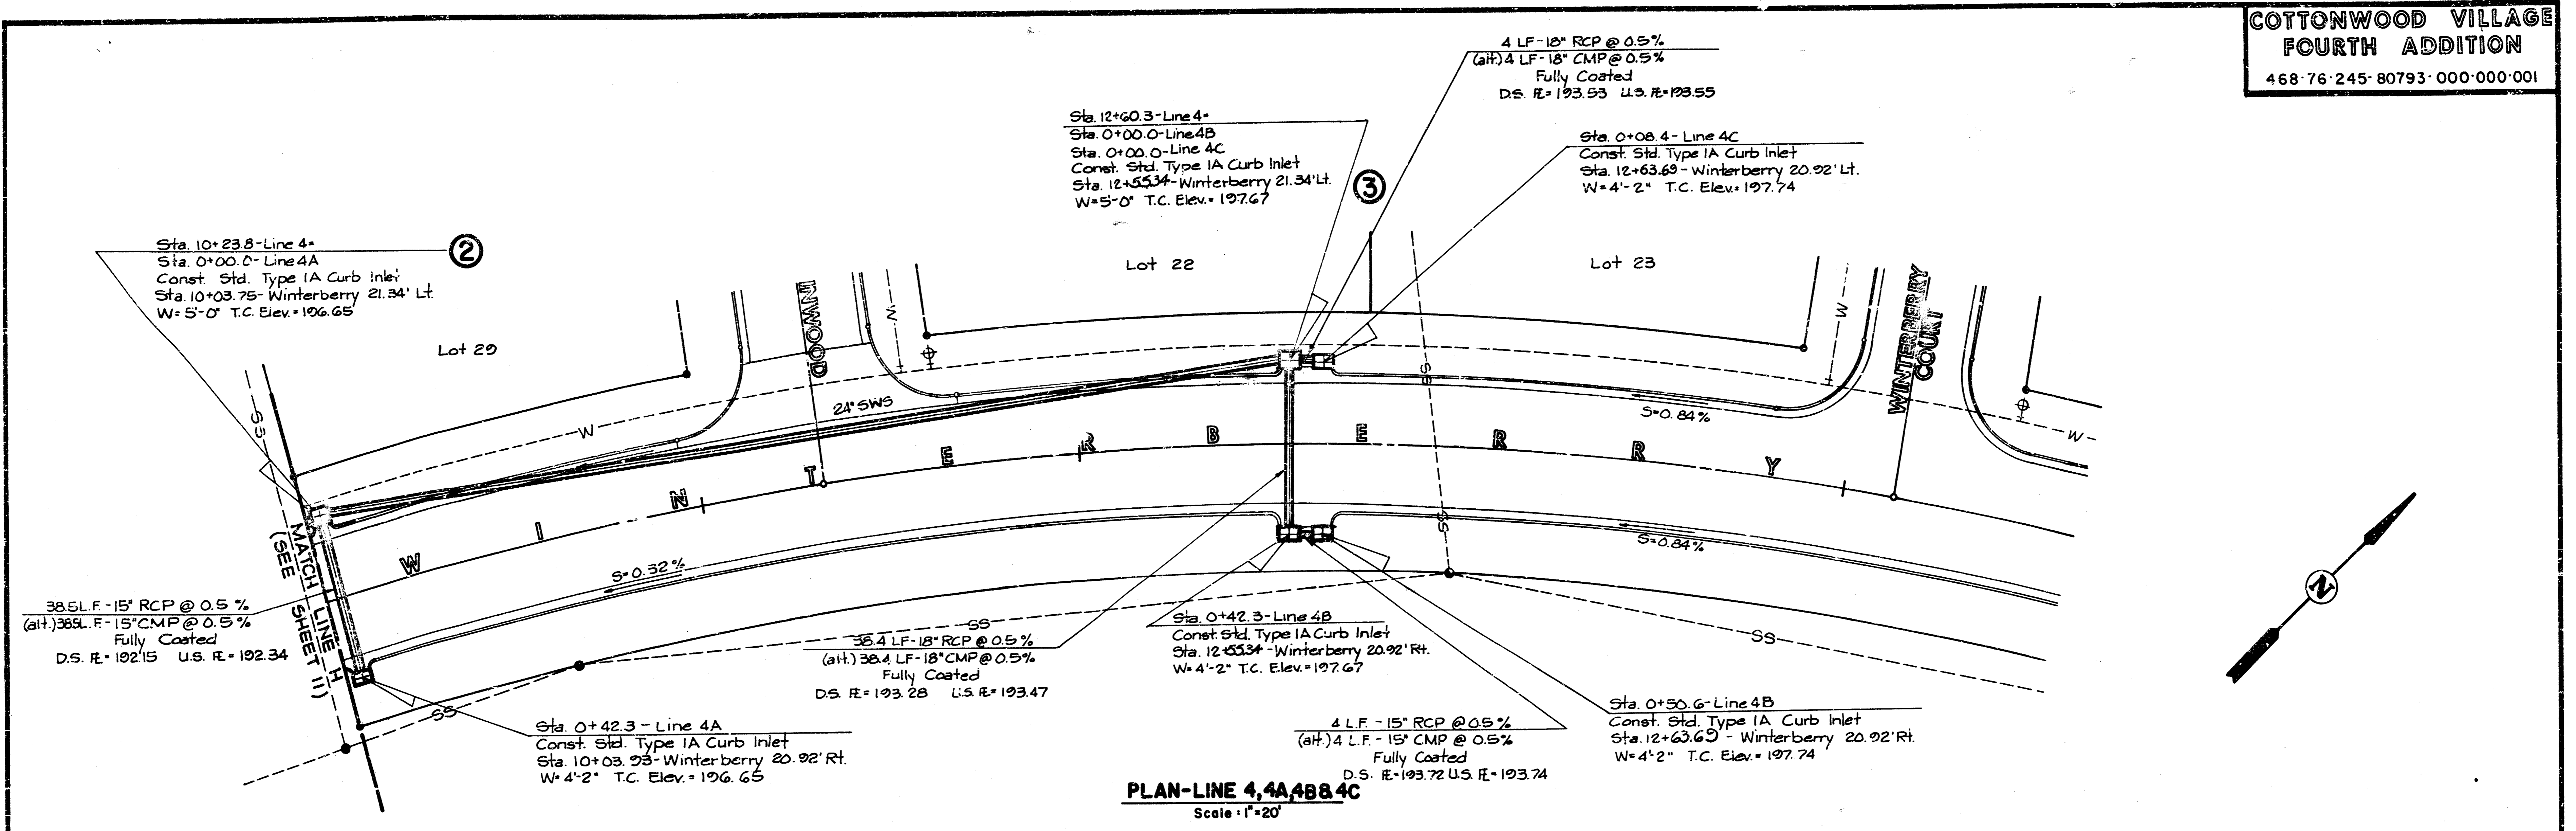 COTTONWOOD VILLAGE
FOURTH ADDITION
468-76-245-80793-000-000-001
4 LF-18" RCP @ 0.5%
(alt.) 4 LF-18" CMP @ 0.5%
Fully Coated
D.S. FL= 193.53 U.S. FL= 193.55
Sta. 12+60.3-Line 4=
Sta. 0+00.0-Line 4B
Sta. 0+00.0-Line 4C
Const. Std. Type IA Curb Inlet
Sta. 12+55.34-Winterberry 21.34' Lt.
W=5'-0" T.C. Elev.= 197.67
3
Sta. 0+08.4-Line 4C
Const. Std. Type IA Curb Inlet
Sta. 12+63.69-Winterberry 20.92' Lt.
W=4'-2" T.C. Elev.= 197.74
Sta. 10+23.8-Line 4=
Sta. 0+00.0-Line 4A
Const. Std. Type IA Curb Inlet
Sta. 10+03.75-Winterberry 21.34' Lt.
W=5'-0" T.C. Elev.= 196.65
2
Lot 29
INWOOD
Lot 22
Lot 23
WINTERBERRY
COURT
W
W
W
W
24" SWS
SS
SS
SS
S=0.84%
WINTERBERRY
S=0.32%
S=0.84%
MATCH LINE H
(SEE SHEET 11)
38.5 L.F.-15" RCP @ 0.5%
(alt.) 38.5 L.F.-15" CMP @ 0.5%
Fully Coated
D.S. FL= 192.15 U.S. FL= 192.34
38.4 LF-18" RCP @ 0.5%
(alt.) 38.4 LF-18" CMP @ 0.5%
Fully Coated
D.S. FL= 193.28 U.S. FL= 193.47
SS
SS
SS
Sta. 0+42.3-Line 4B
Const. Std. Type IA Curb Inlet
Sta. 12+55.34-Winterberry 20.92' Rt.
W=4'-2" T.C. Elev.= 197.67
Sta. 0+42.3-Line 4A
Const. Std. Type IA Curb Inlet
Sta. 10+03.93-Winterberry 20.92' Rt.
W=4'-2" T.C. Elev.= 196.65
4 L.F.-15" RCP @ 0.5%
(alt.) 4 L.F.-15" CMP @ 0.5%
Fully Coated
D.S. FL= 193.72 U.S. FL= 193.74
Sta. 0+50.6-Line 4B
Const. Std. Type IA Curb Inlet
Sta. 12+63.69-Winterberry 20.92' Rt.
W=4'-2" T.C. Elev.= 197.74
N
PLAN-LINE 4,4A,4B&4C
Scale: 1"=20'